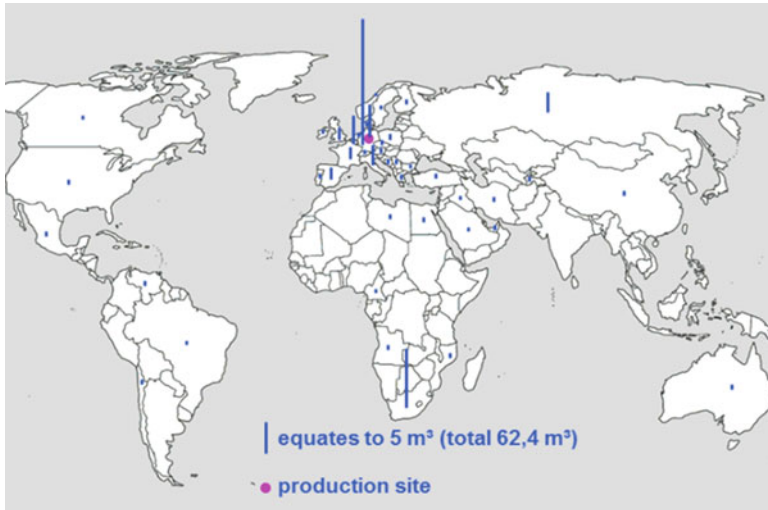 equates to 5 m³ (total 62,4 m³)
production site